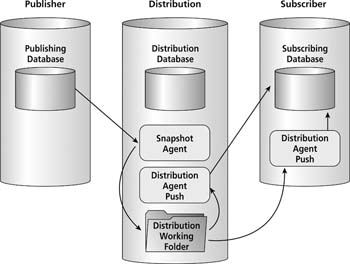 Publisher
Distribution
Subscriber
Publishing
Database
Distribution
Database
Subscribing
Database
Snapshot
Agent
Distribution
Agent
Push
Distribution
Agent
Push
Distribution
Working
Folder